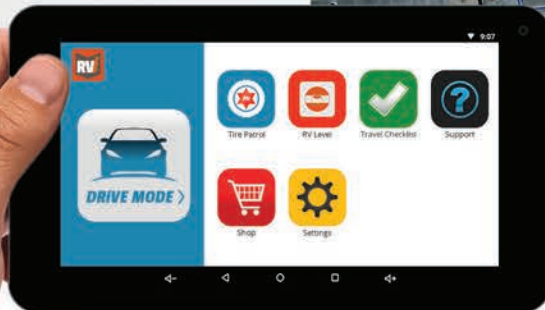 9:07
RV
DRIVE MODE
Tire Patrol
RV Level
Travel Checklist
Support
Shop
Settings